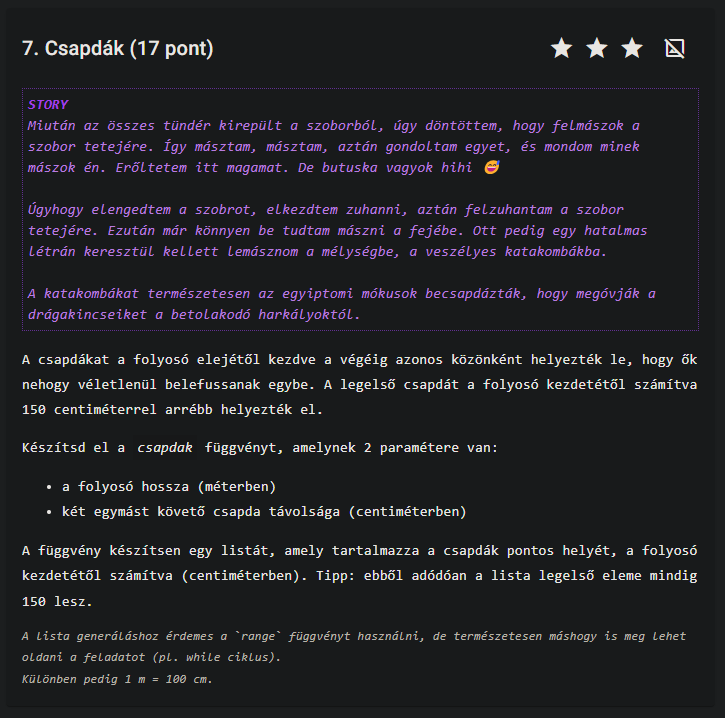 7. Csapdák (17 pont)
STORY
Miután az összes tündér kirepült a szoborból, úgy döntöttem, hogy felmászok a
szobor tetejére. Így másztam, másztam, aztán gondoltam egyet, és mondom minek
mászok én. Erőltetem itt magamat. De butuska vagyok hihi 😅
Úgyhogy elengedtem a szobrot, elkezdtem zuhanni, aztán felzuhantam a szobor
tetejére. Ezután már könnyen be tudtam mászni a fejébe. Ott pedig egy hatalmas
létrán keresztül kellett lemásznom a mélységbe, a veszélyes katakombákba.
A katakombákat természetesen az egyiptomi mókusok becsapdázták, hogy megóvják a
drágakincseiket a betolakodó harkályoktól.
A csapdákat a folyosó elejétől kezdve a végéig azonos közönként helyezték le, hogy ők
nehogy véletlenül belefussanak egybe. A legelső csapdát a folyosó kezdetétől számítva
150 centiméterrel arrébb helyezték el.
Készítsd el a csapdak függvényt, amelynek 2 paramétere van:
• a folyosó hossza (méterben)
• két egymást követő csapda távolsága (centiméterben)
A függvény készítsen egy listát, amely tartalmazza a csapdák pontos helyét, a folyosó
kezdetétől számítva (centiméterben). Tipp: ebből adódóan a lista legelső eleme mindig
150 lesz.
A lista generáláshoz érdemes a `range` függvényt használni, de természetesen máshogy is meg lehet
oldani a feladatot (pl. while ciklus).
Különben pedig 1 m = 100 cm.